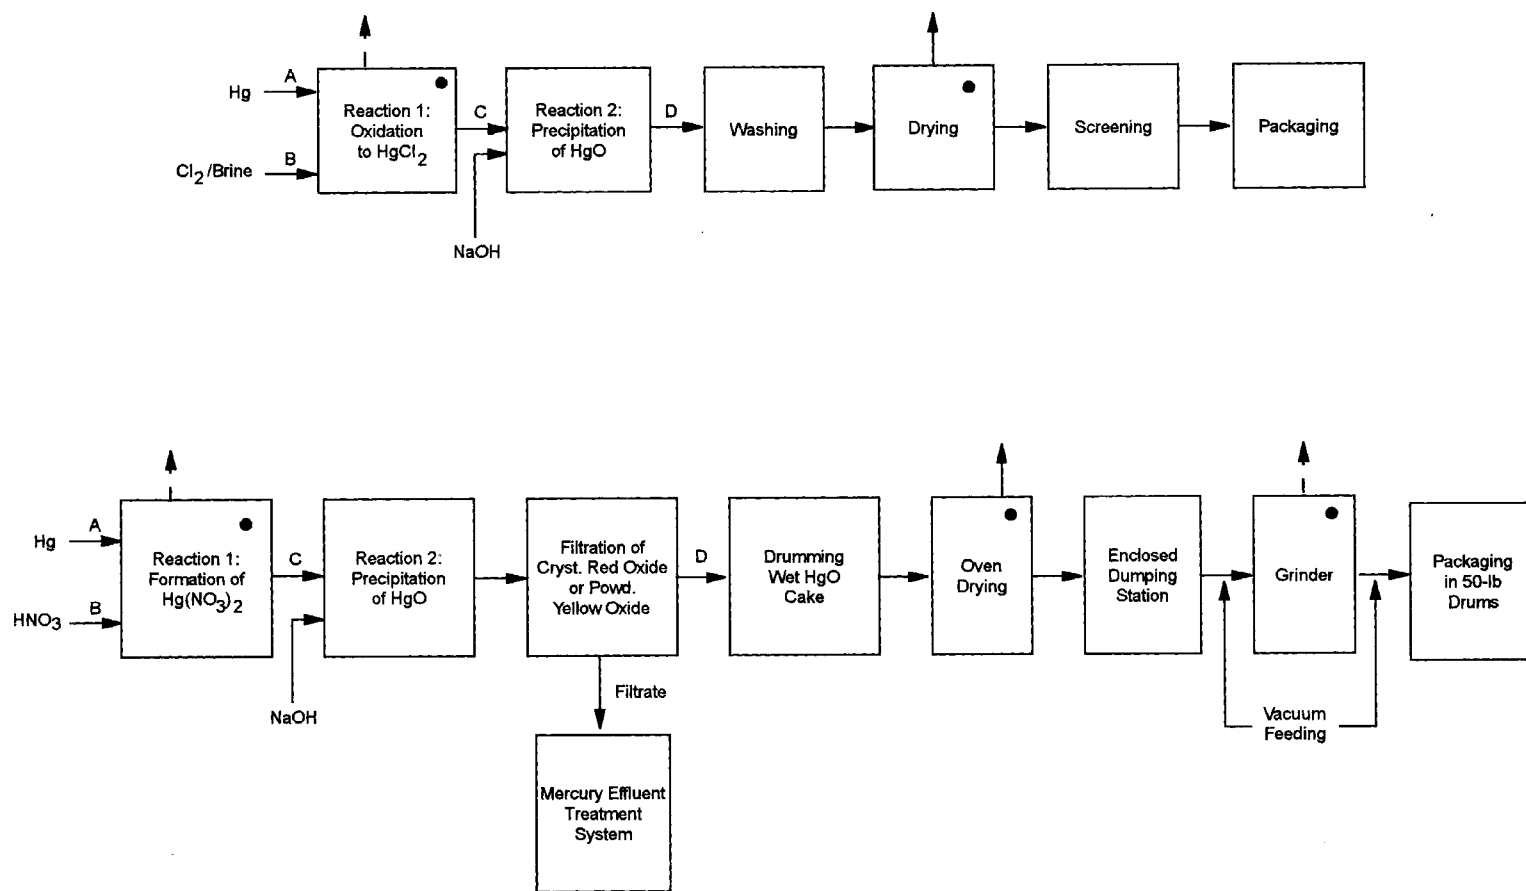 A
Hg
B
Cl2/Brine
Reaction 1:
Oxidation
to HgCl2
C
NaOH
Reaction 2:
Precipitation
of HgO
D
Washing
Drying
Screening
Packaging
A
Hg
B
HNO3
Reaction 1:
Formation of
Hg(NO3)2
C
NaOH
Reaction 2:
Precipitation
of HgO
Filtration of
Cryst. Red Oxide
or Powd.
Yellow Oxide
Filtrate
Mercury Effluent
Treatment
System
D
Drumming
Wet HgO
Cake
Oven
Drying
Enclosed
Dumping
Station
Grinder
Vacuum
Feeding
Packaging
in 50-lb
Drums